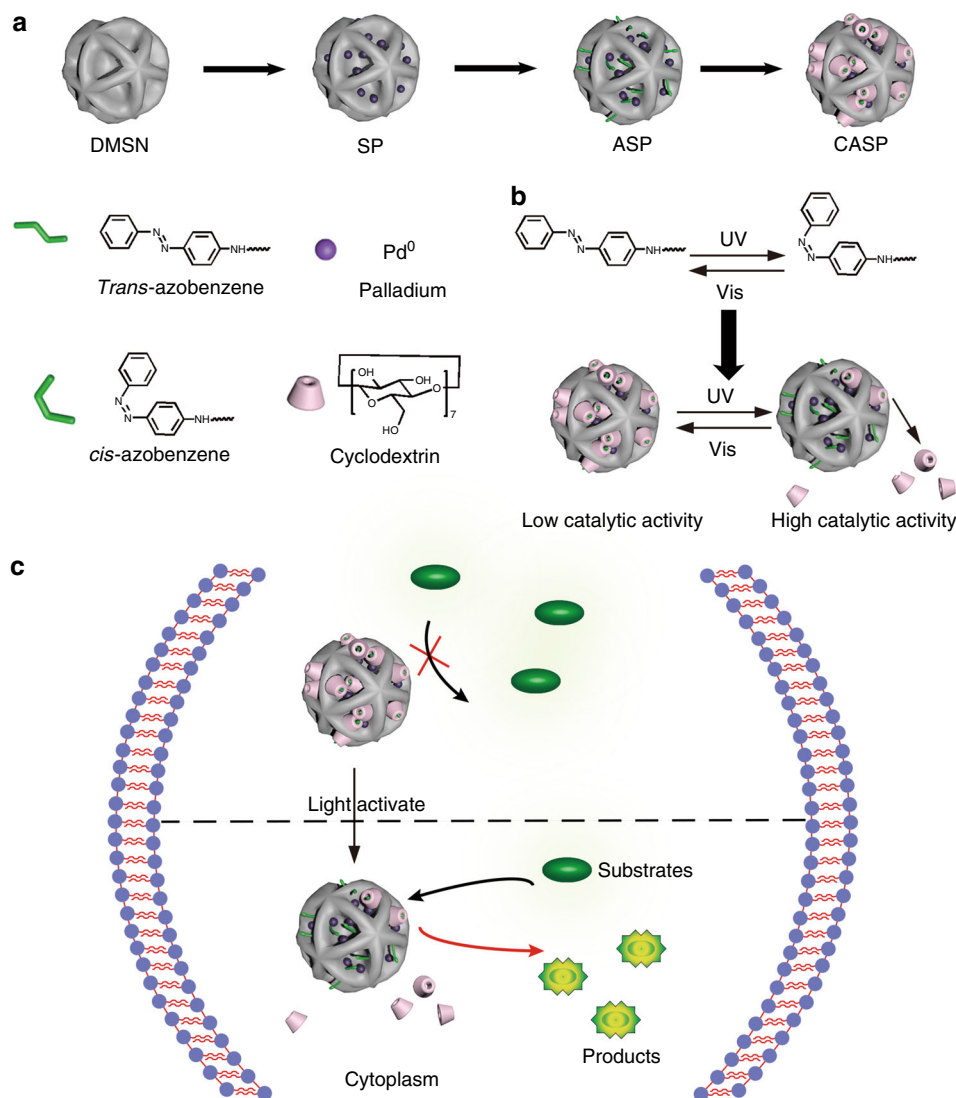 a
DMSN
SP
ASP
CASP
N
N
NH
Trans-azobenzene
Pd⁰
Palladium
N
N
NH
cis-azobenzene
OH
OH
O
O
HO
7
Cyclodextrin
b
N
N
NH
UV
Vis
N
N
NH
UV
Vis
Low catalytic activity
High catalytic activity
c
Light activate
Substrates
Products
Cytoplasm